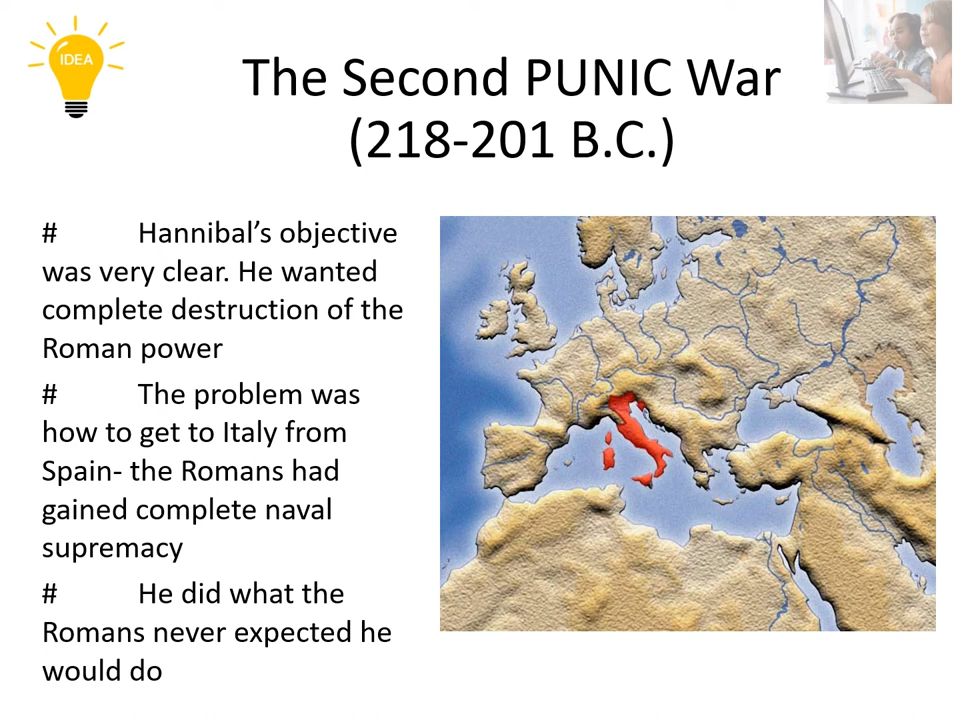 IDEA
The Second PUNIC War
(218-201 B.C.)
# Hannibal’s objective
was very clear. He wanted
complete destruction of the
Roman power
# The problem was
how to get to Italy from
Spain- the Romans had
gained complete naval
supremacy
# He did what the
Romans never expected he
would do